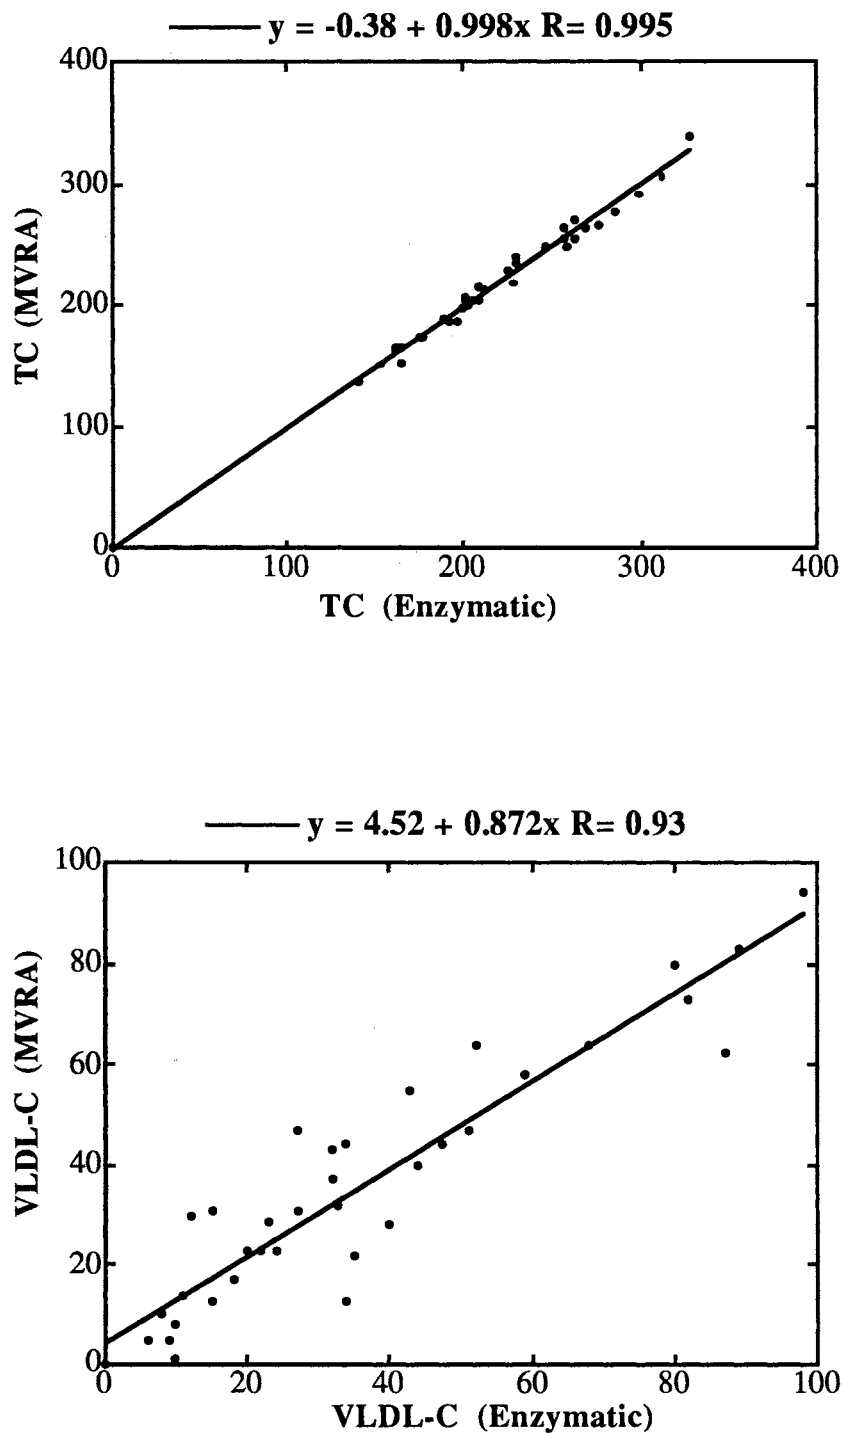 y = -0.38 + 0.998x R= 0.995
400
300
200
100
0
TC (MVRA)
0 100 200 300 400
TC (Enzymatic)
y = 4.52 + 0.872x R= 0.93
100
80
60
40
20
0
VLDL-C (MVRA)
0 20 40 60 80 100
VLDL-C (Enzymatic)